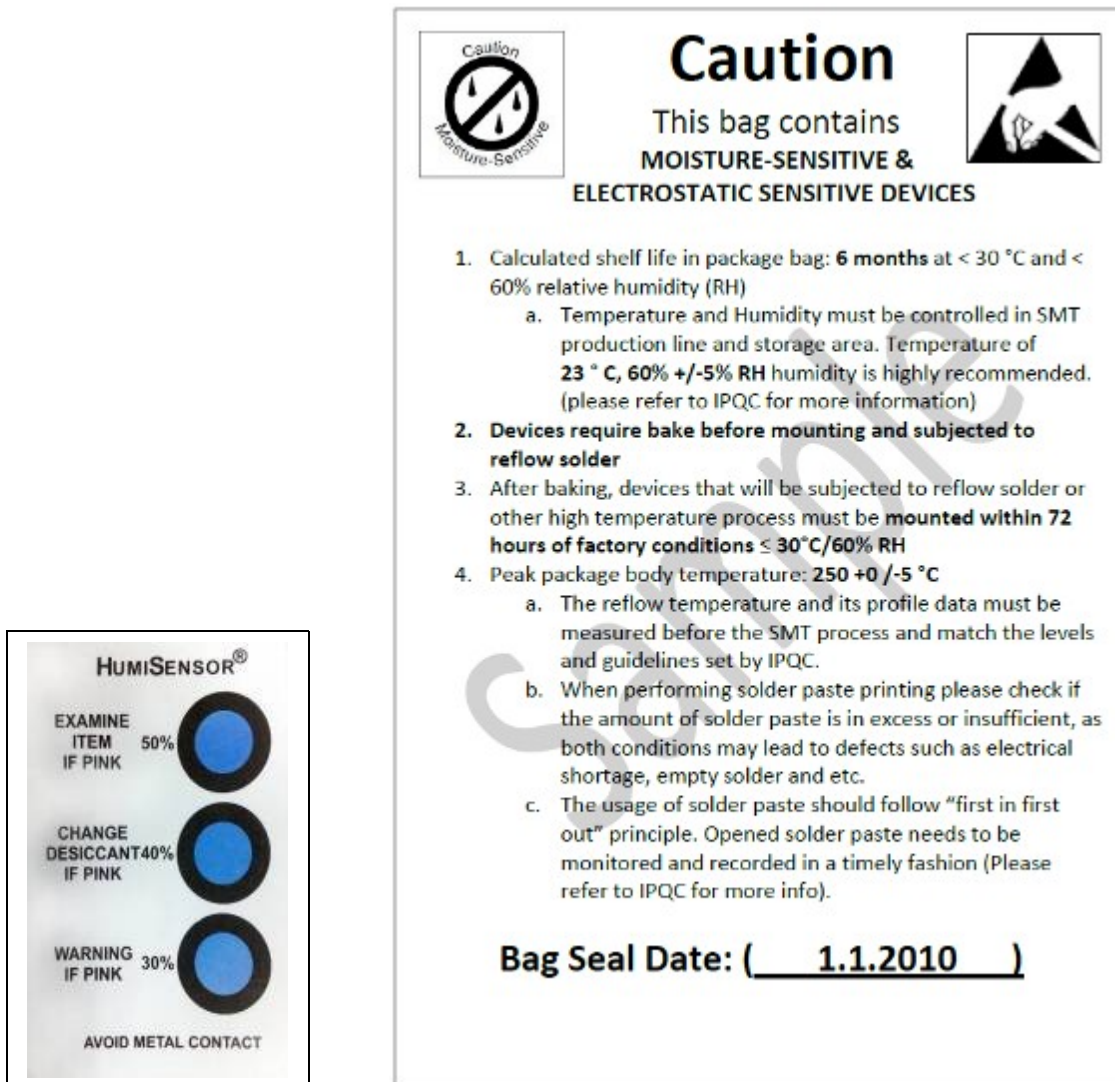 Caution
Moisture-Sensitive
Caution
This bag contains
MOISTURE-SENSITIVE &
ELECTROSTATIC SENSITIVE DEVICES
1. Calculated shelf life in package bag: 6 months at < 30 °C and <
60% relative humidity (RH)
a. Temperature and Humidity must be controlled in SMT
production line and storage area. Temperature of
23 ° C, 60% +/-5% RH humidity is highly recommended.
(please refer to IPQC for more information)
2. Devices require bake before mounting and subjected to
reflow solder
3. After baking, devices that will be subjected to reflow solder or
other high temperature process must be mounted within 72
hours of factory conditions ≤ 30°C/60% RH
4. Peak package body temperature: 250 +0 /-5 °C
a. The reflow temperature and its profile data must be
measured before the SMT process and match the levels
and guidelines set by IPQC.
b. When performing solder paste printing please check if
the amount of solder paste is in excess or insufficient, as
both conditions may lead to defects such as electrical
shortage, empty solder and etc.
c. The usage of solder paste should follow “first in first
out” principle. Opened solder paste needs to be
monitored and recorded in a timely fashion (Please
refer to IPQC for more info).
Bag Seal Date: ( 1.1.2010 )
Sample
HUMISENSOR®
EXAMINE
ITEM 50%
IF PINK
CHANGE
DESICCANT 40%
IF PINK
WARNING 30%
IF PINK
AVOID METAL CONTACT